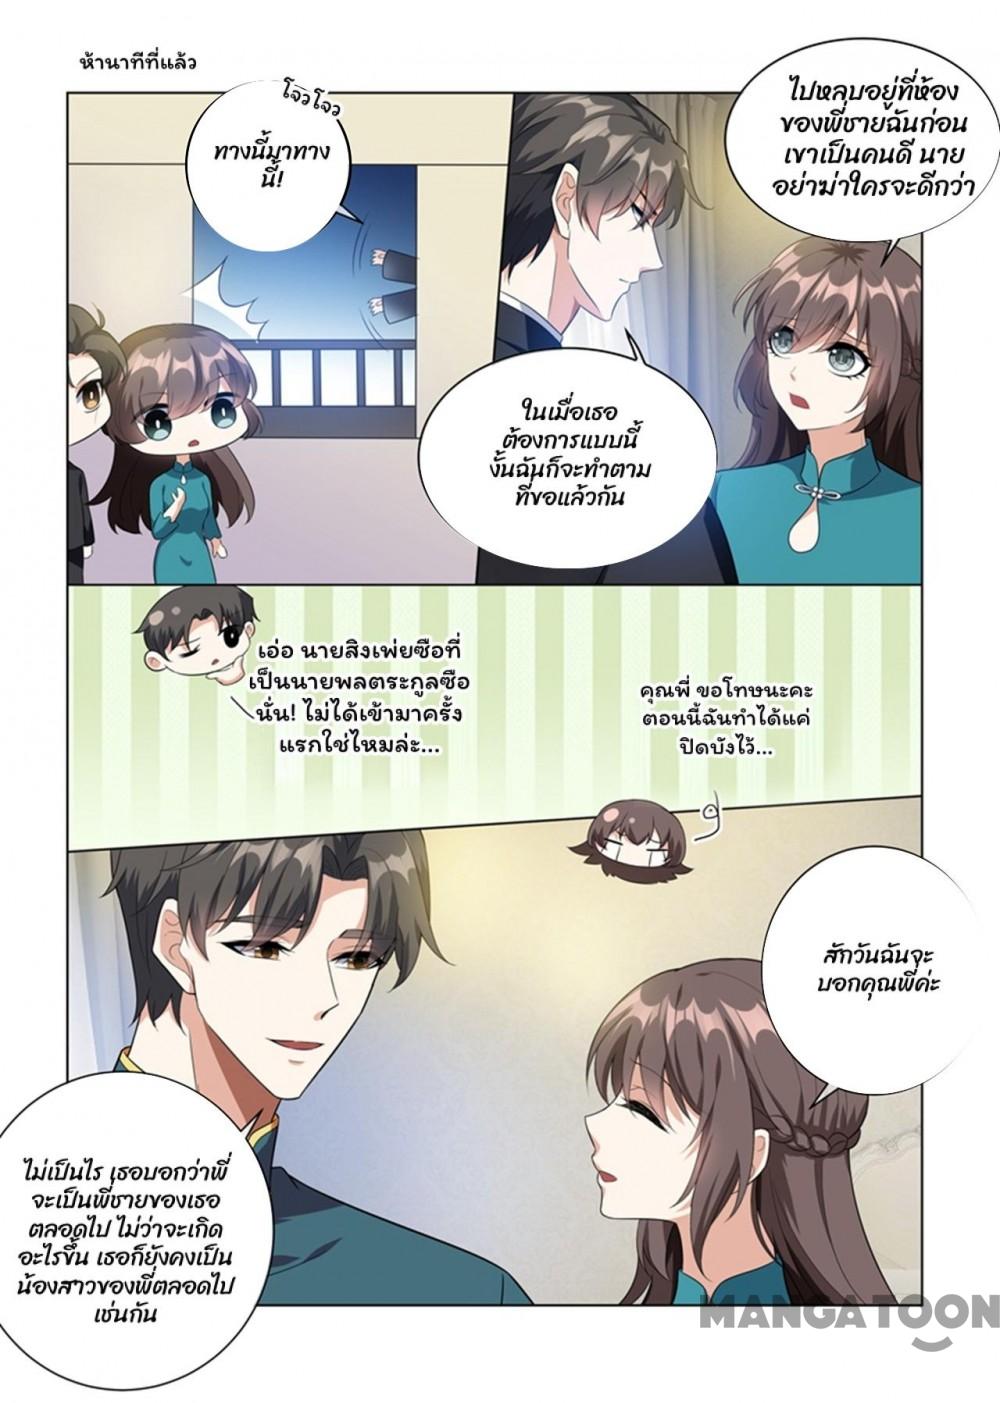 ห้านาทีที่แล้ว
โจวโจว
ทางนี้มาทาง
นี้!
ไปหลบอยู่ที่ห้อง
ของพี่ชายฉันก่อน
เขาเป็นคนดี นาย
อย่าฆ่าใครจะดีกว่า
ในเมื่อเธอ
ต้องการแบบนี้
งั้นฉันก็จะทำตาม
ที่ขอแล้วกัน
เอ่อ นายสิงเฟยซือที่
เป็นนายพลตระกูลซือ
นั่น! ไม่ได้เข้ามาครั้ง
แรกใช่ไหมล่ะ...
คุณพี่ ขอโทษนะคะ
ตอนนี้ฉันทำได้แค่
ปิดบังไว้...
สักวันฉันจะ
บอกคุณพี่ค่ะ
ไม่เป็นไร เธอบอกว่าพี่
จะเป็นพี่ชายของเธอ
ตลอดไป ไม่ว่าจะเกิด
อะไรขึ้น เธอก็ยังคงเป็น
น้องสาวของพี่ตลอดไป
เช่นกัน
MANGATOON